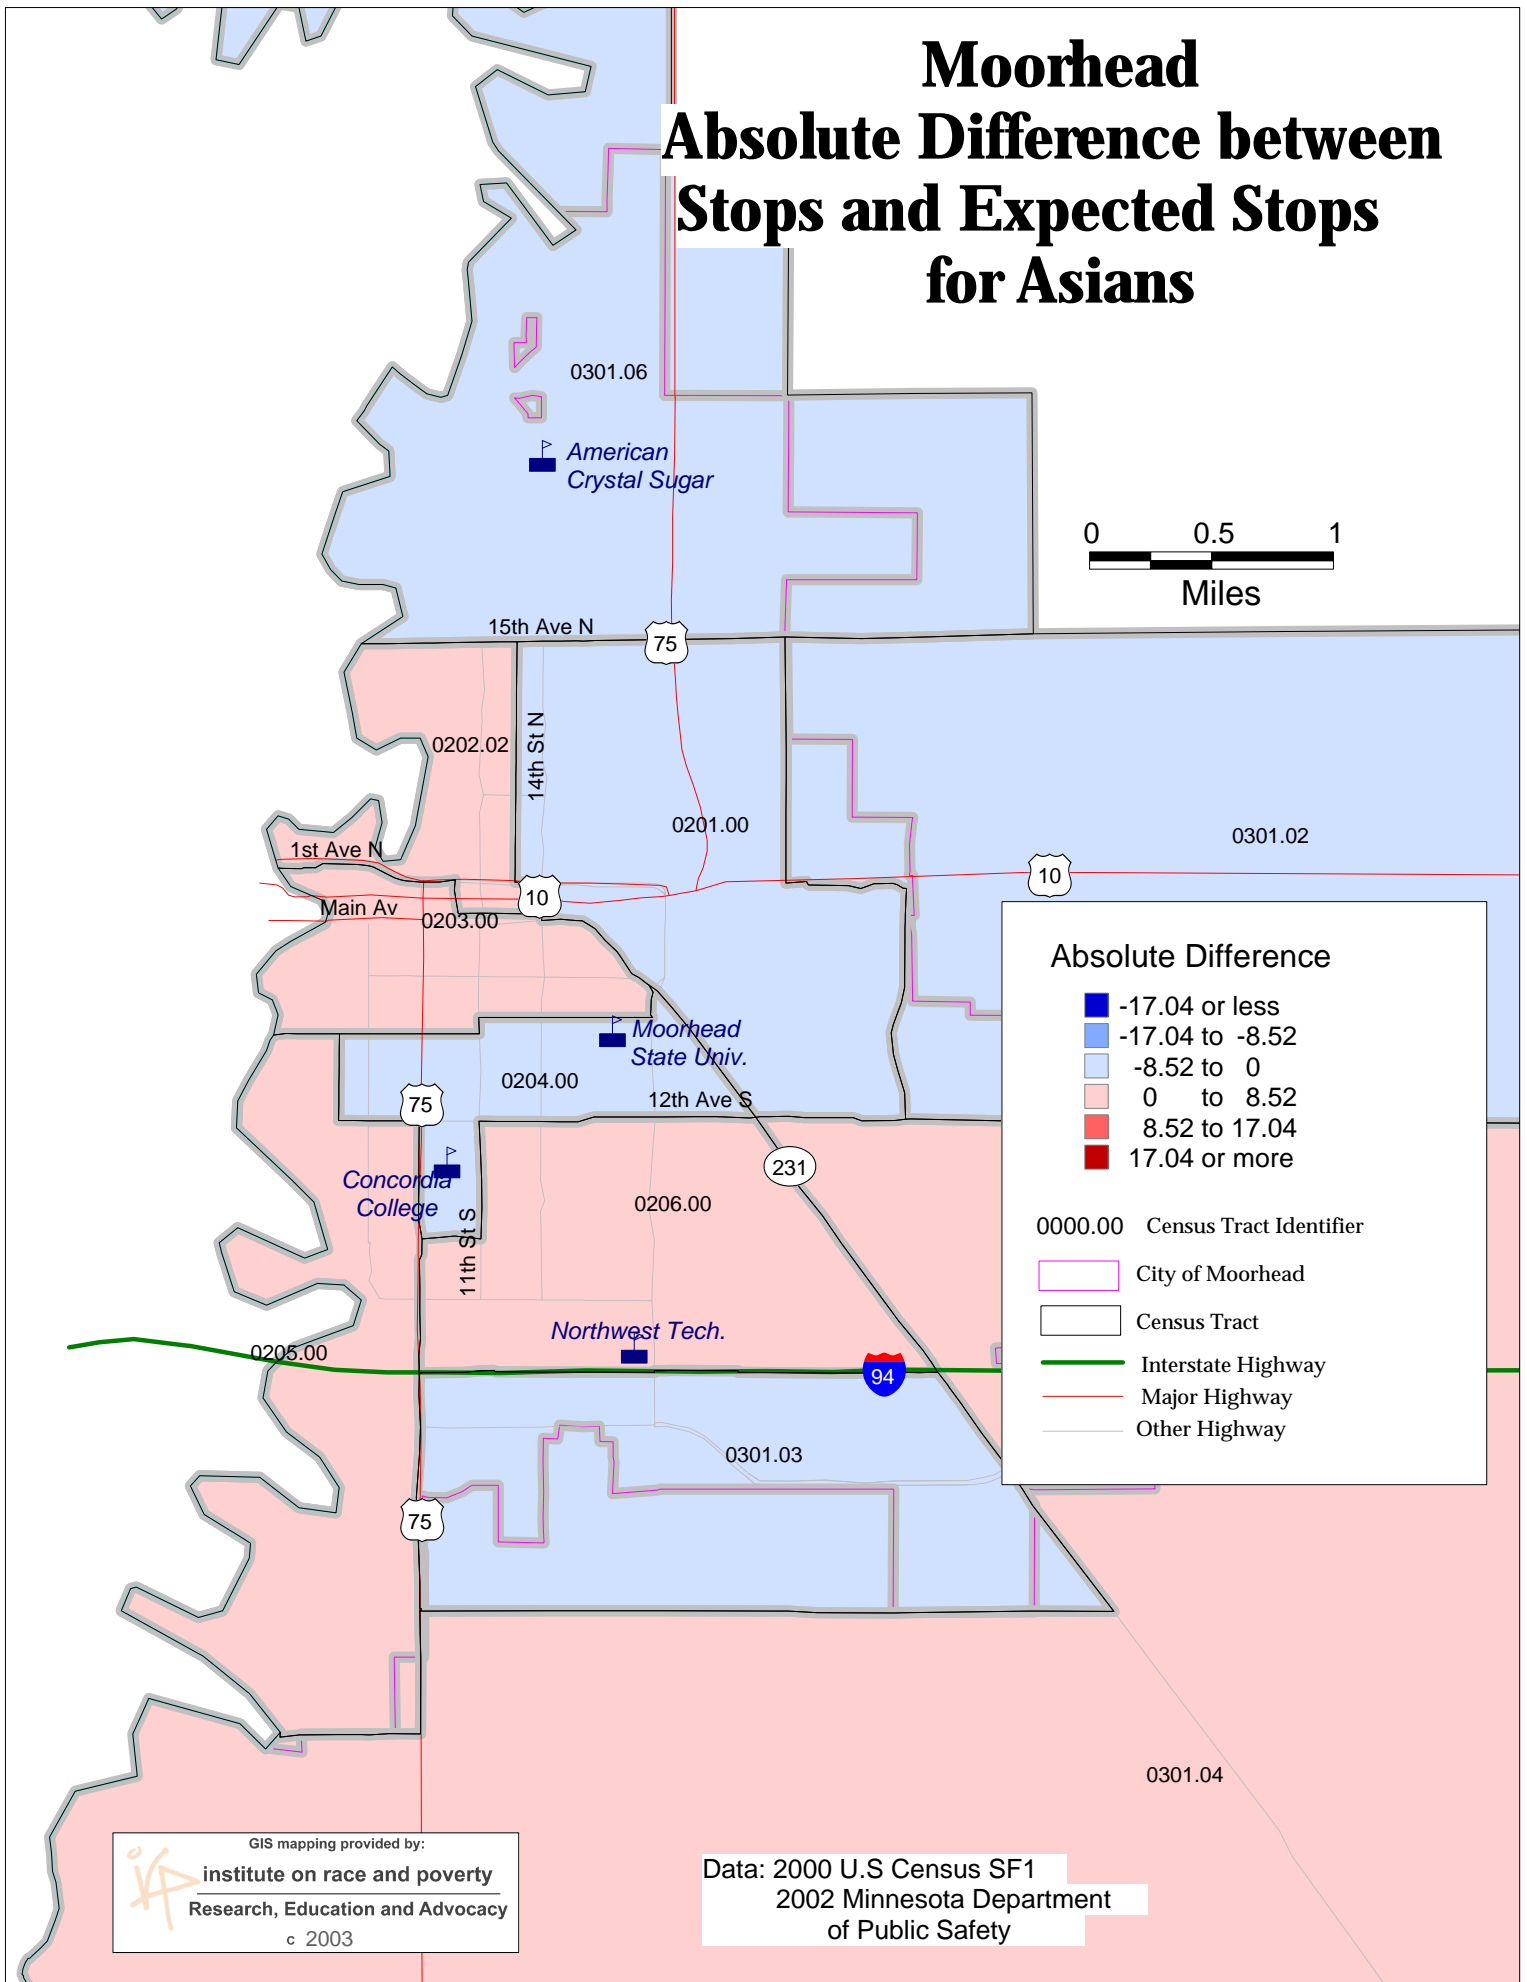 Moorhead
Absolute Difference between
Stops and Expected Stops
for Asians
0301.06
American
Crystal Sugar
0 0.5 1
Miles
15th Ave N
75
0202.02
14th St N
0201.00
0301.02
1st Ave N
10
10
Main Av
0203.00
Absolute Difference
-17.04 or less
-17.04 to -8.52
-8.52 to 0
0 to 8.52
8.52 to 17.04
17.04 or more
0000.00 Census Tract Identifier
City of Moorhead
Census Tract
Interstate Highway
Major Highway
Other Highway
Moorhead
State Univ.
0204.00
12th Ave S
75
231
Concordia
College
0206.00
11th St S
Northwest Tech.
0205.00
94
0301.03
75
0301.04
GIS mapping provided by:
institute on race and poverty
Research, Education and Advocacy
c 2003
irp
Data: 2000 U.S Census SF1
2002 Minnesota Department
of Public Safety